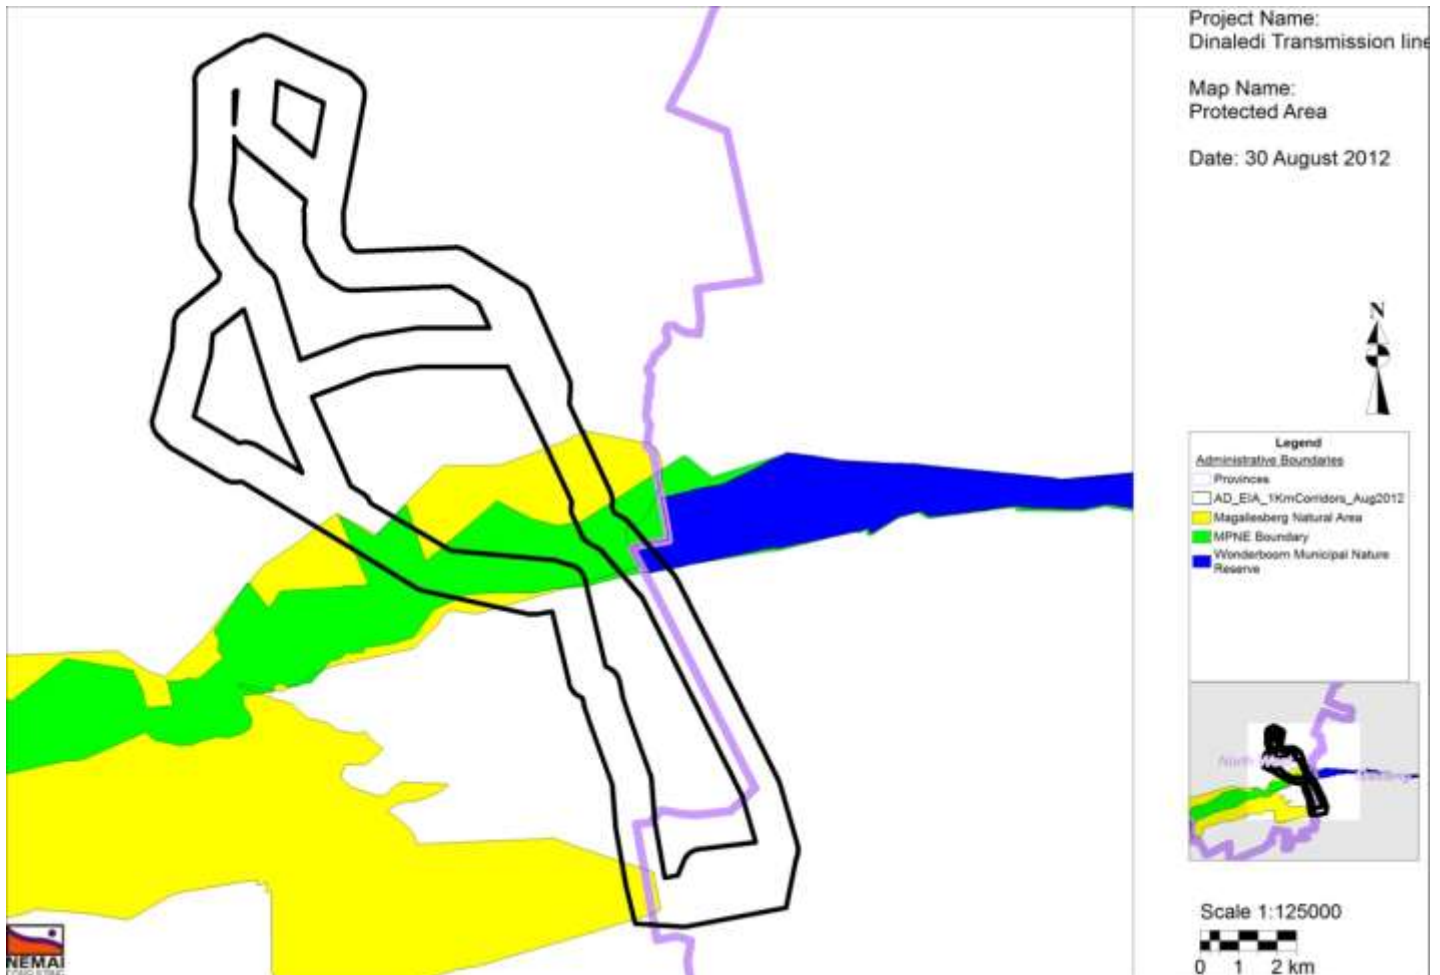 Project Name:
Dinaledi Transmission line
Map Name:
Protected Area
Date: 30 August 2012
N
Legend
Administrative Boundaries
Provinces
AD_EIA_1KmCorridors_Aug2012
Magaliesberg Natural Area
MPNE Boundary
Wonderboom Municipal Nature
Reserve
North West
Scale 1:125000
0 1 2 km
NEMAI
CONSULTING